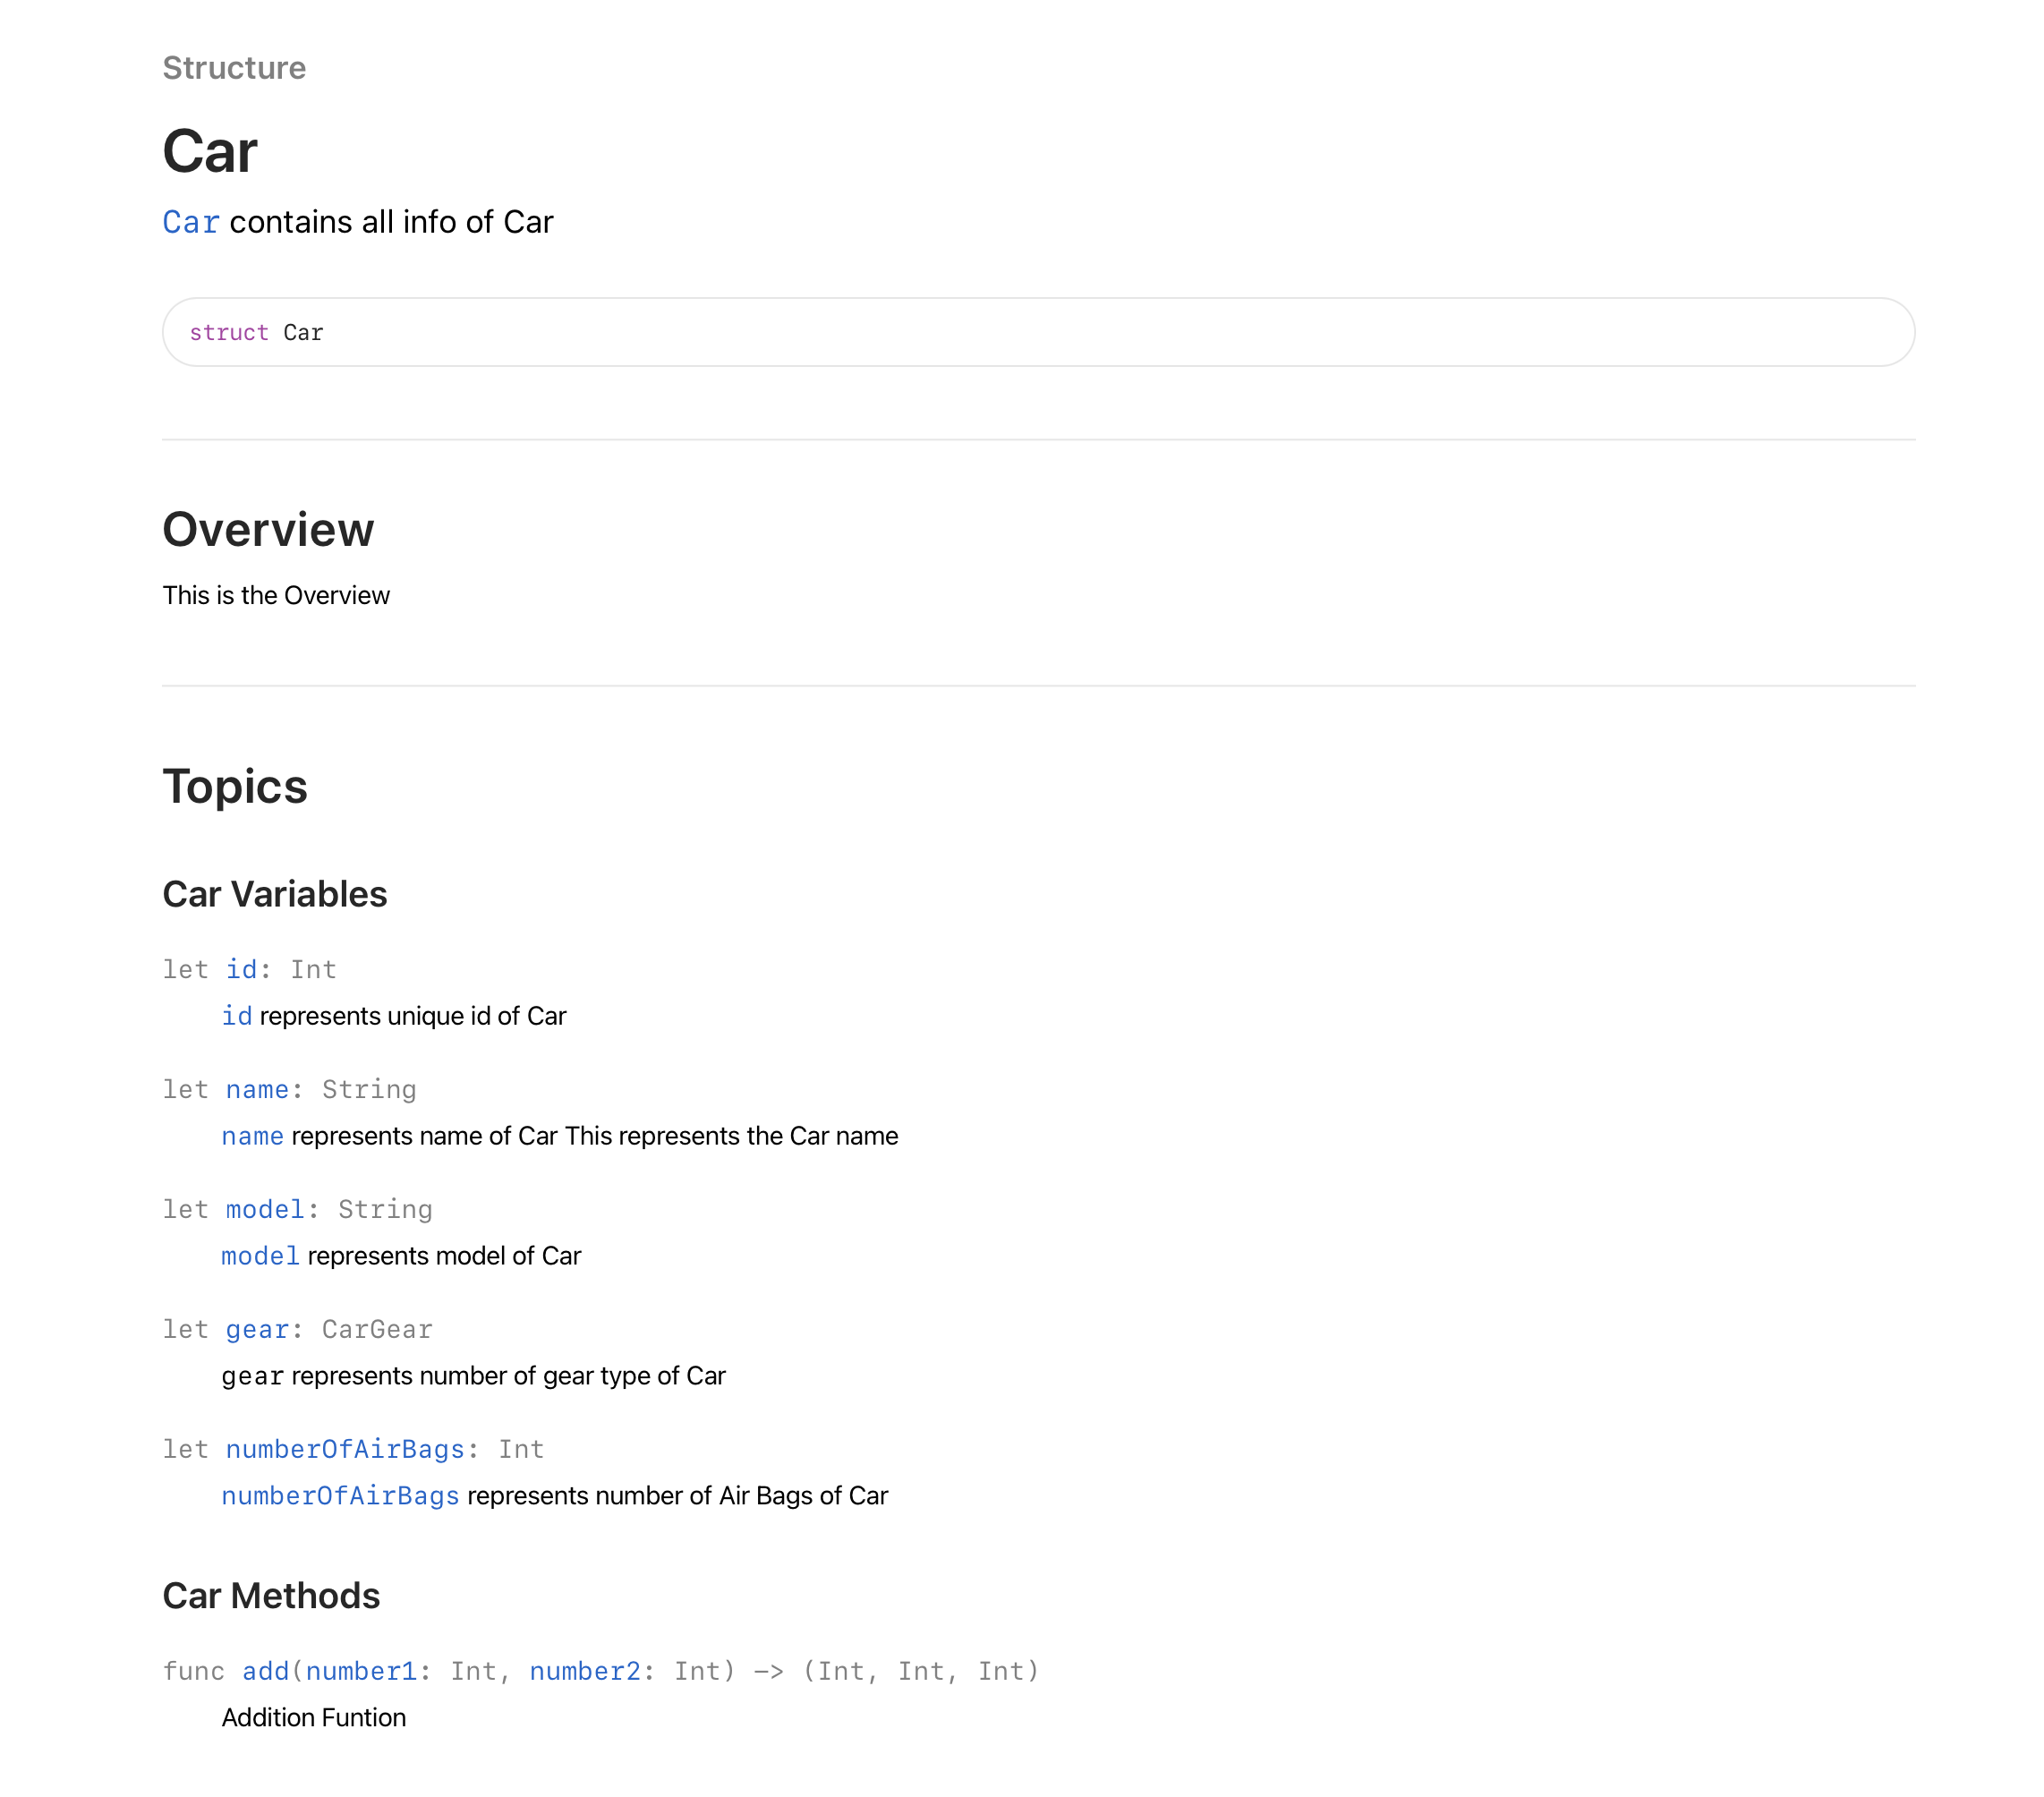 Structure
Car
Car contains all info of Car
struct Car
Overview
This is the Overview
Topics
Car Variables
let id: Int
id represents unique id of Car
let name: String
name represents name of Car This represents the Car name
let model: String
model represents model of Car
let gear: CarGear
gear represents number of gear type of Car
let numberOfAirBags: Int
numberOfAirBags represents number of Air Bags of Car
Car Methods
func add(number1: Int, number2: Int) -> (Int, Int, Int)
Addition Funtion